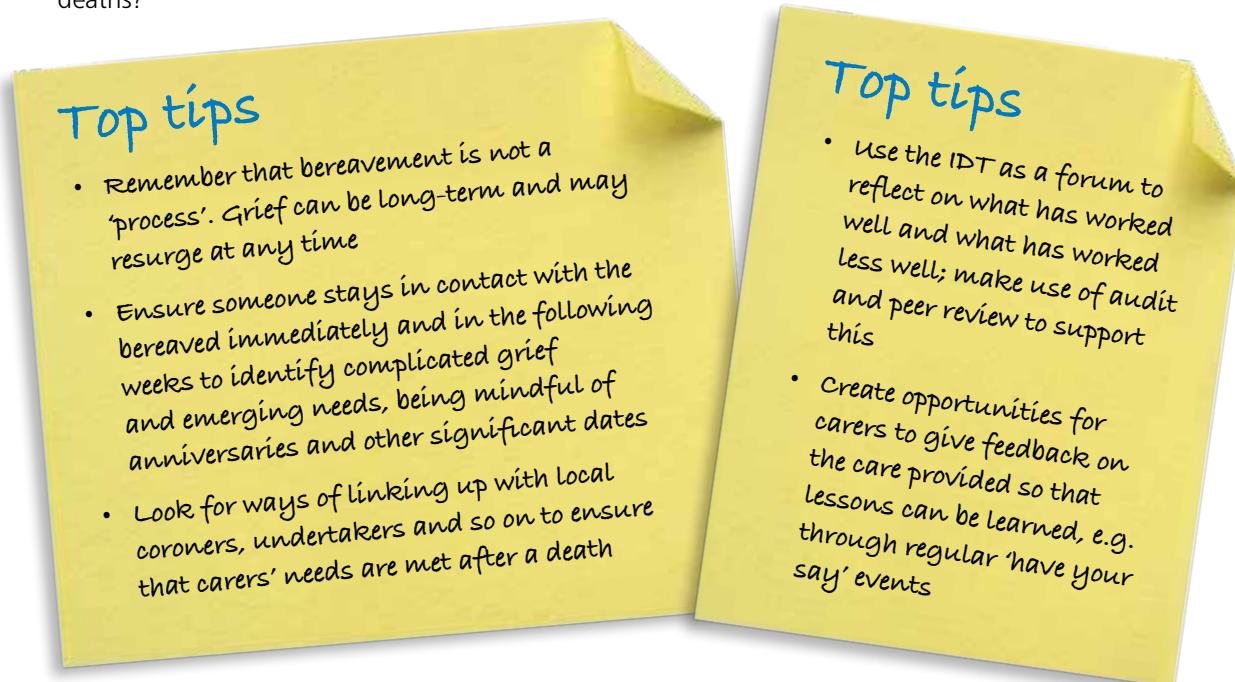 deaths?
Top tips
• Remember that bereavement is not a
'process'. Grief can be long-term and may
resurge at any time
• Ensure someone stays in contact with the
bereaved immediately and in the following
weeks to identify complicated grief
and emerging needs, being mindful of
anniversaries and other significant dates
• Look for ways of linking up with local
coroners, undertakers and so on to ensure
that carers' needs are met after a death
Top tips
• Use the IDT as a forum to
reflect on what has worked
well and what has worked
less well; make use of audit
and peer review to support
this
• Create opportunities for
carers to give feedback on
the care provided so that
lessons can be learned, e.g.
through regular 'have your
say' events